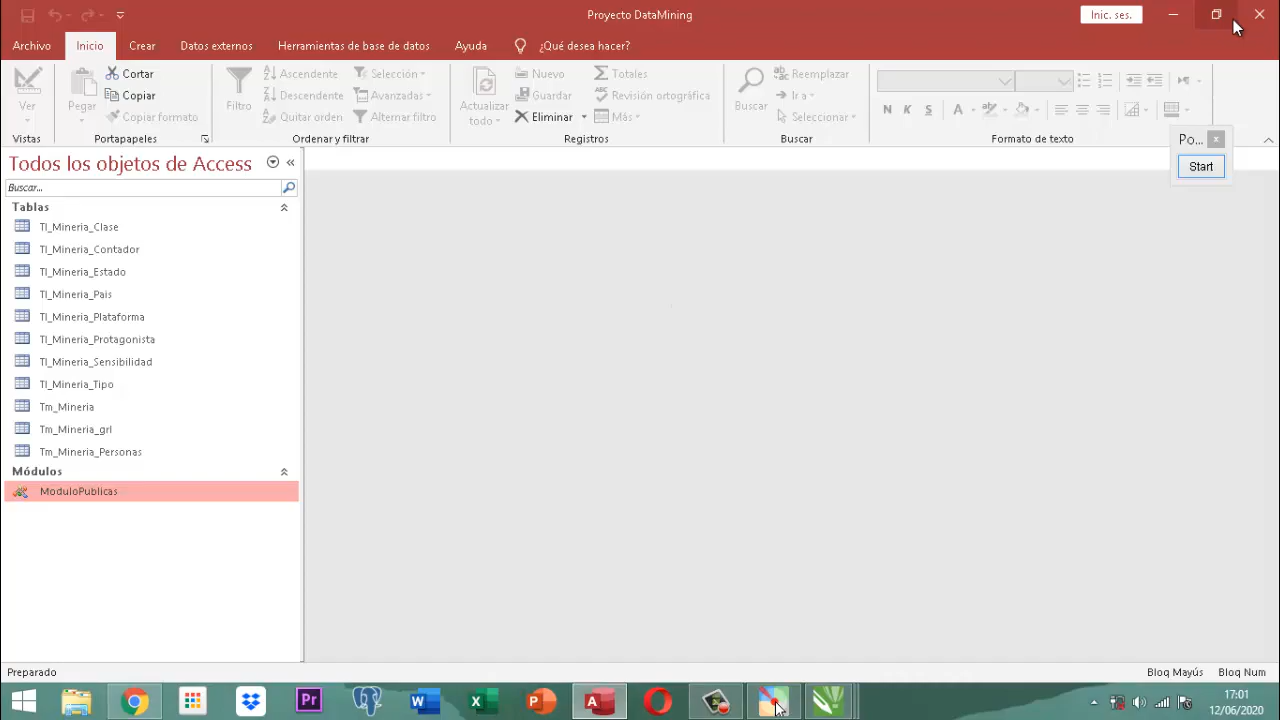 Proyecto DataMining
Inic. ses.
Archivo
Inicio
Crear
Datos externos
Herramientas de base de datos
Ayuda
¿Qué desea hacer?
Ver
Vistas
Pegar
Cortar
Copiar
Copiar formato
Portapapeles
Filtro
Ascendente
Descendente
Quitar orden
Selección
Avanzadas
Alternar filtro
Ordenar y filtrar
Actualizar
todo
Nuevo
Guardar
Eliminar
Totales
Revisión ortográfica
Más
Registros
Buscar
Reemplazar
Ir a
Seleccionar
Buscar
N K S
A
Formato de texto
Po... x
Start
Todos los objetos de Access
Buscar...
Tablas
Tl_Mineria_Clase
Tl_Mineria_Contador
Tl_Mineria_Estado
Tl_Mineria_Pais
Tl_Mineria_Plataforma
Tl_Mineria_Protagonista
Tl_Mineria_Sensibilidad
Tl_Mineria_Tipo
Tm_Mineria
Tm_Mineria_grl
Tm_Mineria_Personas
Módulos
ModuloPublicas
Preparado
Bloq Mayús
Bloq Num
Pr
W
X
P
A
17:01
12/06/2020